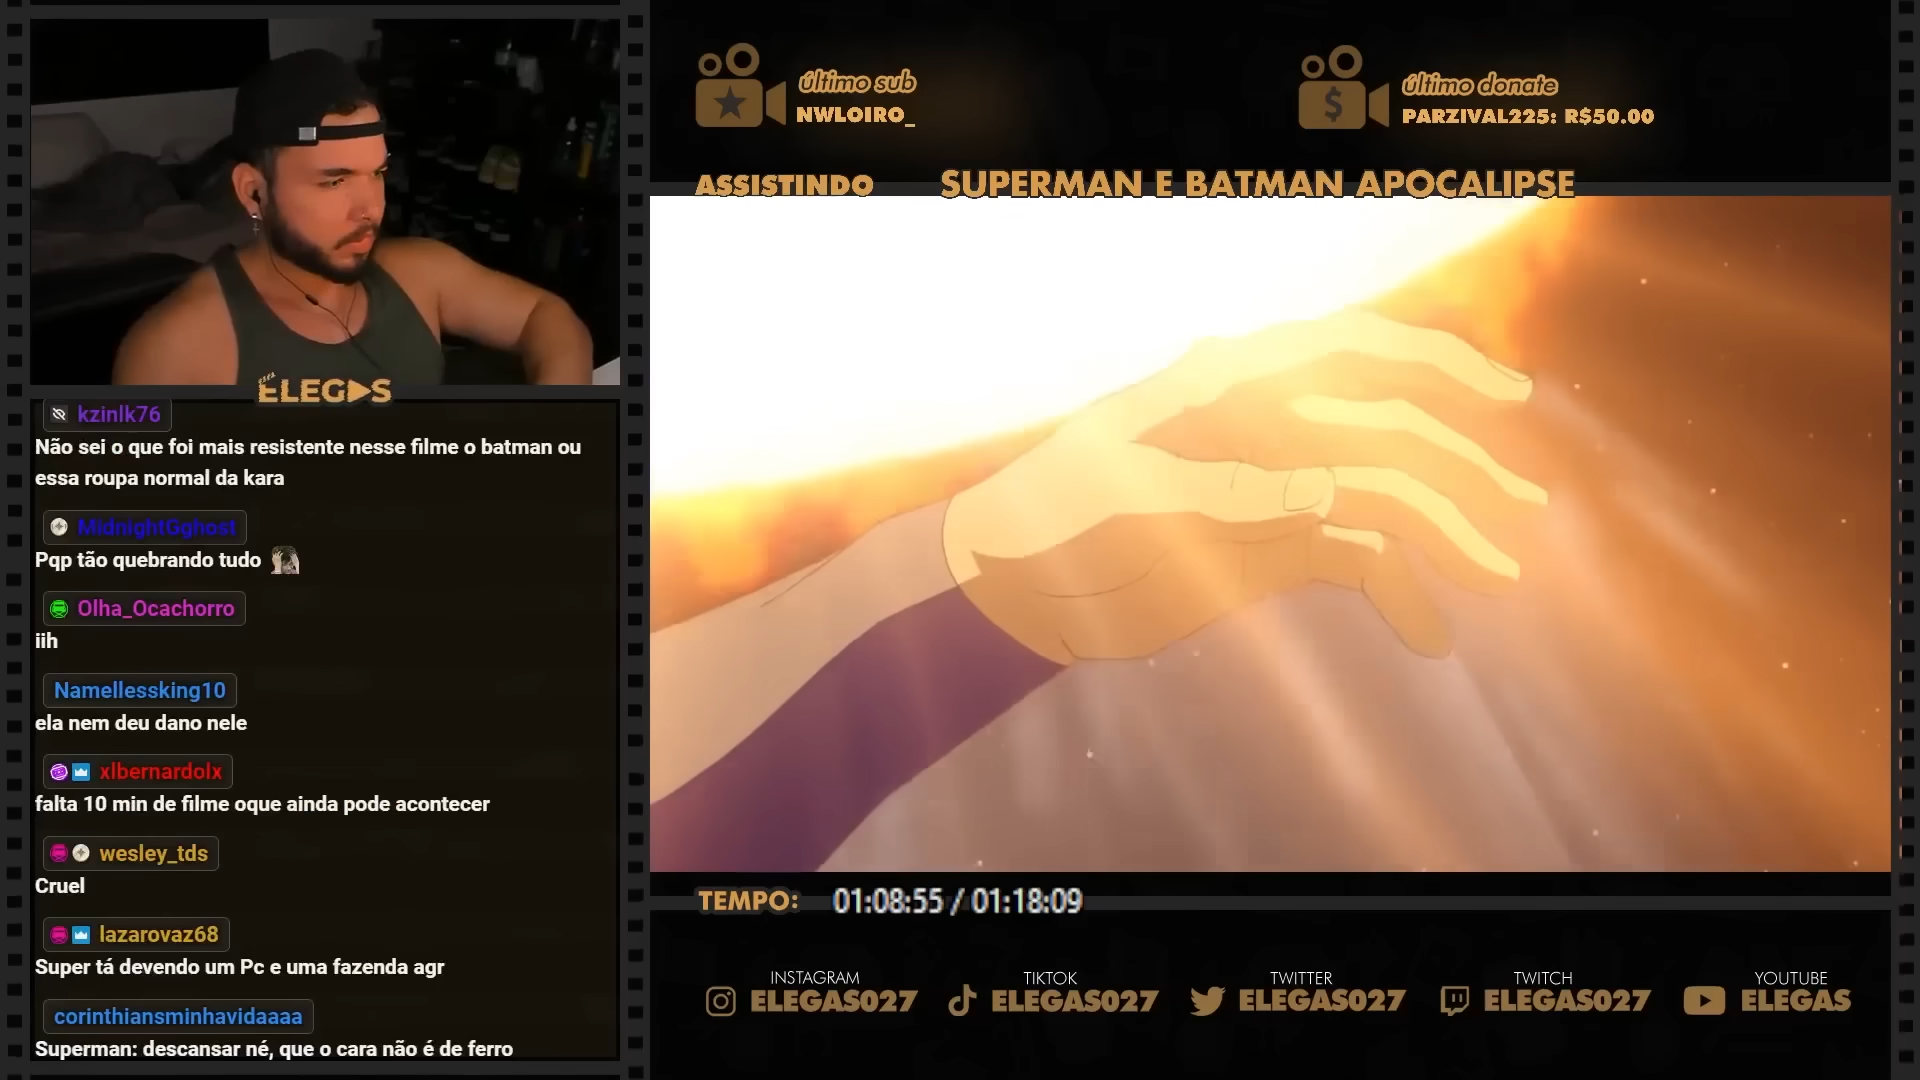 ELEGAS
kzinlk76
Não sei o que foi mais resistente nesse filme o batman ou
essa roupa normal da kara
MidnightGghost
Pqp tão quebrando tudo
Olha_Ocachorro
iih
Namellessking10
ela nem deu dano nele
xlbernardolx
falta 10 min de filme oque ainda pode acontecer
wesley_tds
Cruel
lazarovaz68
Super tá devendo um Pc e uma fazenda agr
corinthiansminhavidaaaa
Superman: descansar né, que o cara não é de ferro
último sub
NWLOIRO_
último donate
$
PARZIVAL225: R$50.00
ASSISTINDO SUPERMAN E BATMAN APOCALIPSE
TEMPO: 01:08:55 / 01:18:09
INSTAGRAM
ELEGAS027
TIKTOK
ELEGAS027
TWITTER
ELEGAS027
TWITCH
ELEGAS027
YOUTUBE
ELEGAS